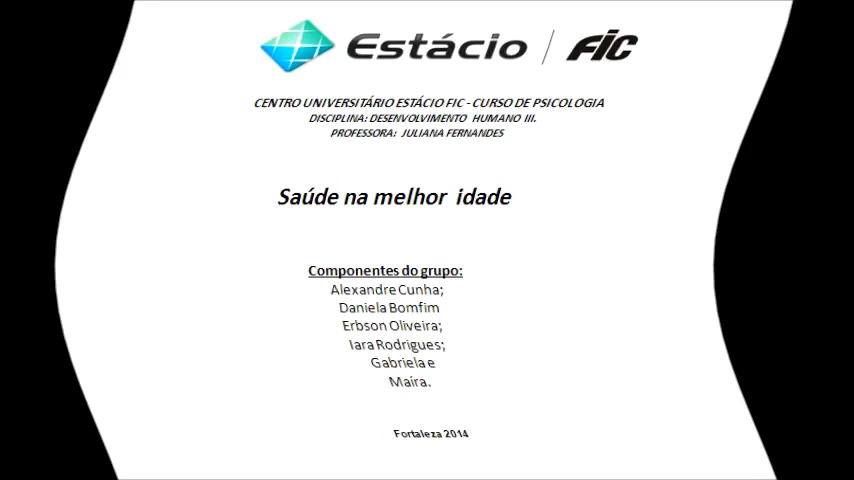 Estácio / FIC
CENTRO UNIVERSITÁRIO ESTÁCIO FIC - CURSO DE PSICOLOGIA
DISCIPLINA: DESENVOLVIMENTO HUMANO III.
PROFESSORA: JULIANA FERNANDES
Saúde na melhor idade
Componentes do grupo:
Alexandre Cunha;
Daniela Bomfim
Erbson Oliveira;
Iara Rodrigues;
Gabriela e
Maíra.
Fortaleza 2014